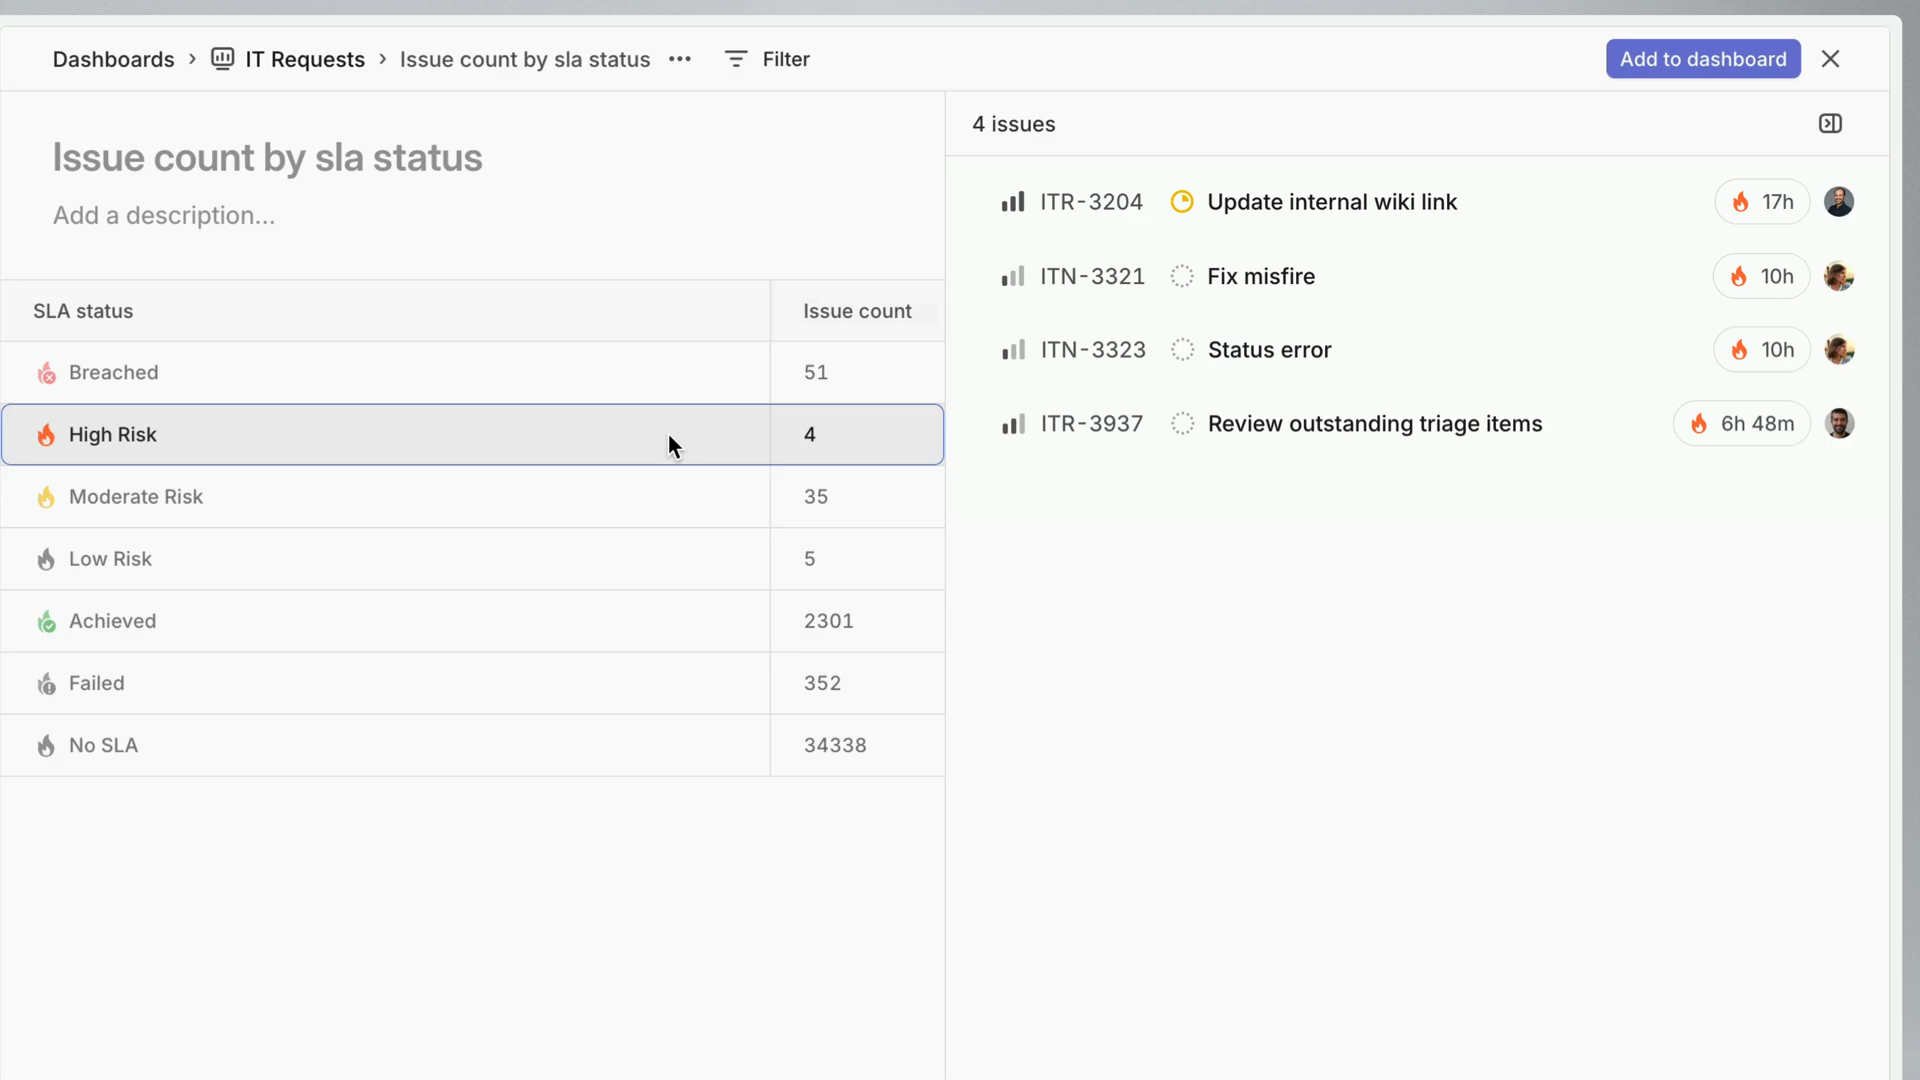 Dashboards › IT Requests › Issue count by sla status ••• Filter
Add to dashboard
Issue count by sla status
Add a description...
SLA status Issue count
Breached 51
High Risk 4
Moderate Risk 35
Low Risk 5
Achieved 2301
Failed 352
No SLA 34338
4 issues
ITR-3204 Update internal wiki link 17h
ITN-3321 Fix misfire 10h
ITN-3323 Status error 10h
ITR-3937 Review outstanding triage items 6h 48m